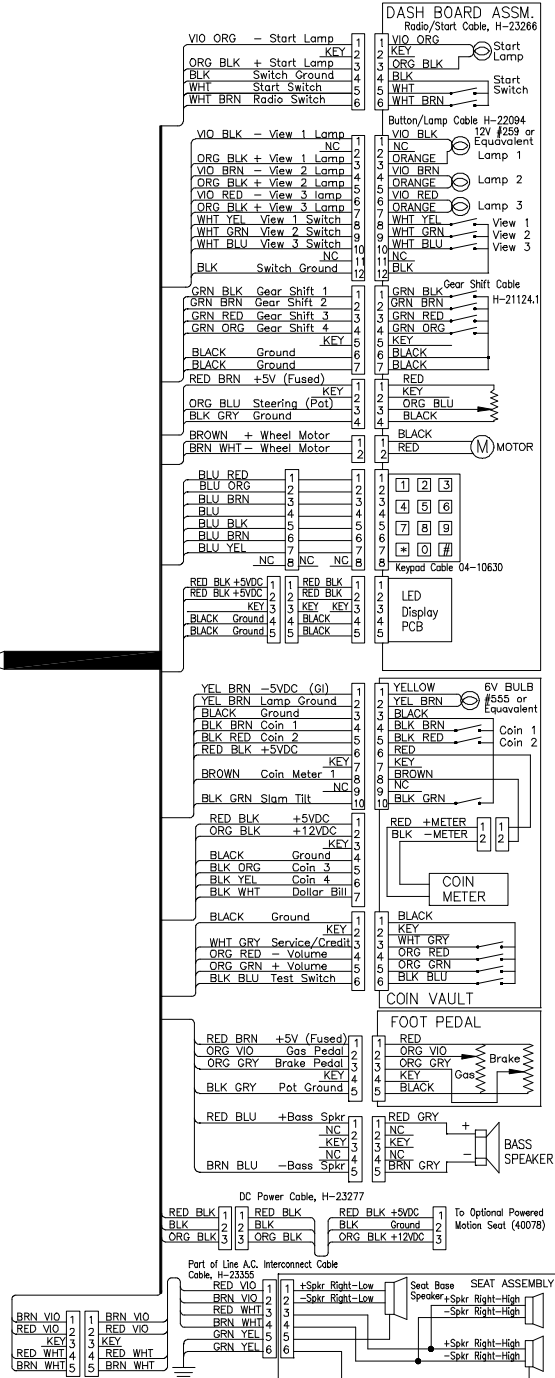 DASH BOARD ASSM.
Radio/Start Cable, H-23266
VIO ORG - Start Lamp 1 1 VIO ORG
KEY 2 2 KEY
ORG BLK + Start Lamp 3 3 ORG BLK
BLK Switch Ground 4 4 BLK
WHT Start Switch 5 5 WHT
WHT BRN Radio Switch 6 6 WHT BRN
Start
Lamp
Start
Switch
Button/Lamp Cable H-22094
12V #259 or
Equavalent
VIO BLK - View 1 Lamp 1 1 VIO BLK
NC 2 2 NC
ORG BLK + View 1 Lamp 3 3 ORANGE Lamp 1
VIO BRN - View 2 Lamp 4 4 VIO BRN
ORG BLK + View 2 Lamp 5 5 ORANGE Lamp 2
VIO RED - View 3 lamp 6 6 VIO RED
ORG BLK + View 3 Lamp 7 7 ORANGE Lamp 3
WHT YEL View 1 Switch 8 8 WHT YEL View 1
WHT GRN View 2 Switch 9 9 WHT GRN View 2
WHT BLU View 3 Switch 10 10 WHT BLU View 3
NC 11 11 NC
BLK Switch Ground 12 12 BLK
Gear Shift Cable
H-21124.1
GRN BLK Gear Shift 1 1 1 GRN BLK
GRN BRN Gear Shift 2 2 2 GRN BRN
GRN RED Gear Shift 3 3 3 GRN RED
GRN ORG Gear Shift 4 4 4 GRN ORG
KEY 5 5 KEY
BLACK Ground 6 6 BLACK
BLACK Ground 7 7 BLACK
RED BRN +5V (Fused) 1 1 RED
KEY 2 2 KEY
ORG BLU Steering (Pot) 3 3 ORG BLU
BLK GRY Ground 4 4 BLACK
BROWN + Wheel Motor 1 1 BLACK
BRN WHT - Wheel Motor 2 2 RED
M MOTOR
BLU RED 1 1 1
BLU ORG 2 2 2
BLU BRN 3 3 3
BLU 4 4 4
BLU BLK 5 5 5
BLU BRN 6 6 6
BLU YEL 7 7 7
NC 8 NC NC 8 8
1 2 3
4 5 6
7 8 9
* 0 #
Keypad Cable 04-10630
RED BLK +5VDC 1 1 RED BLK 1 1
RED BLK +5VDC 2 2 RED BLK 2 2
KEY 3 3 KEY KEY 3 3
BLACK Ground 4 4 BLACK 4 4
BLACK Ground 5 5 BLACK 5 5
LED
Display
PCB
YEL BRN -5VDC (GI) 1 1 YELLOW
YEL BRN Lamp Ground 2 2 YEL BRN
BLACK Ground 3 3 BLACK
BLK BRN Coin 1 4 4 BLK BRN Coin 1
BLK RED Coin 2 5 5 BLK RED Coin 2
RED BLK +5VDC 6 6 RED
KEY 7 7 KEY
BROWN Coin Meter 1 8 8 BROWN
NC 9 9 NC
BLK GRN Slam Tilt 10 10 BLK GRN
6V BULB
#555 or
Equavalent
RED BLK +5VDC 1
ORG BLK +12VDC 2
KEY 3
BLACK Ground 4
BLK ORG Coin 3 5
BLK YEL Coin 4 6
BLK WHT Dollar Bill 7
RED +METER 1 1
BLK -METER 2 2
COIN
METER
BLACK Ground 1 1 BLACK
KEY 2 2 KEY
WHT GRY Service/Credit 3 3 WHT GRY
ORG RED - Volume 4 4 ORG RED
ORG GRN + Volume 5 5 ORG GRN
BLK BLU Test Switch 6 6 BLK BLU
COIN VAULT
FOOT PEDAL
RED BRN +5V (Fused) 1 1 RED
ORG VIO Gas Pedal 2 2 ORG VIO
ORG GRY Brake Pedal 3 3 ORG GRY
KEY 4 4 KEY
BLK GRY Pot Ground 5 5 BLACK
Brake
Gas
RED BLU +Bass Spkr 1 1 RED GRY
NC 2 2 NC
KEY 3 3 KEY
NC 4 4 NC
BRN BLU -Bass Spkr 5 5 BRN GRY
+
-
BASS
SPEAKER
DC Power Cable, H-23277
RED BLK 1 1 RED BLK RED BLK +5VDC 1
BLK 2 2 BLK BLK Ground 2
ORG BLK 3 3 ORG BLK ORG BLK +12VDC 3
To Optional Powered
Motion Seat (40078)
Part of Line A.C. Interconnect Cable
Cable, H-23355
RED VIO 1 1 +Spkr Right-Low
BRN VIO 2 2 -Spkr Right-Low
RED WHT 3 3
BRN WHT 4 4
GRN YEL 5 5
GRN YEL 6 6
Seat Base
Speaker
SEAT ASSEMBLY
+Spkr Right-High
-Spkr Right-High
+Spkr Right-High
-Spkr Right-High
BRN VIO 1 1 BRN VIO
RED VIO 2 2 RED VIO
KEY 3 3 KEY
RED WHT 4 4 RED WHT
BRN WHT 5 5 BRN WHT